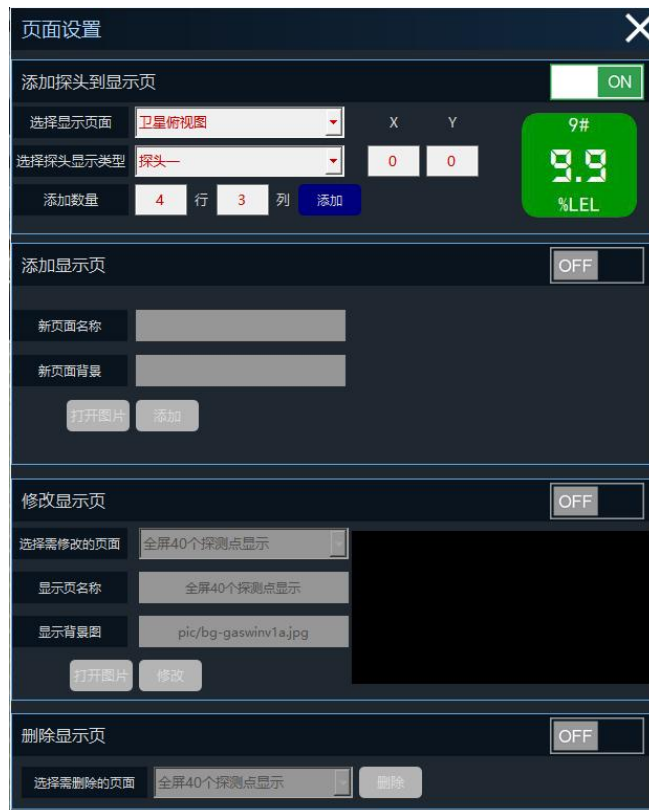 页面设置
添加探头到显示页 ON
选择显示页面 卫星俯视图 X Y 9#
选择探头显示类型 探头一 0 0 9.9
添加数量 4 行 3 列 添加 %LEL
添加显示页 OFF
新页面名称
新页面背景
打开图片 添加
修改显示页 OFF
选择需修改的页面 全屏40个探测点显示
显示页名称 全屏40个探测点显示
显示背景图 pic/bg-gaswinv1a.jpg
打开图片 修改
删除显示页 OFF
选择需删除的页面 全屏40个探测点显示 删除